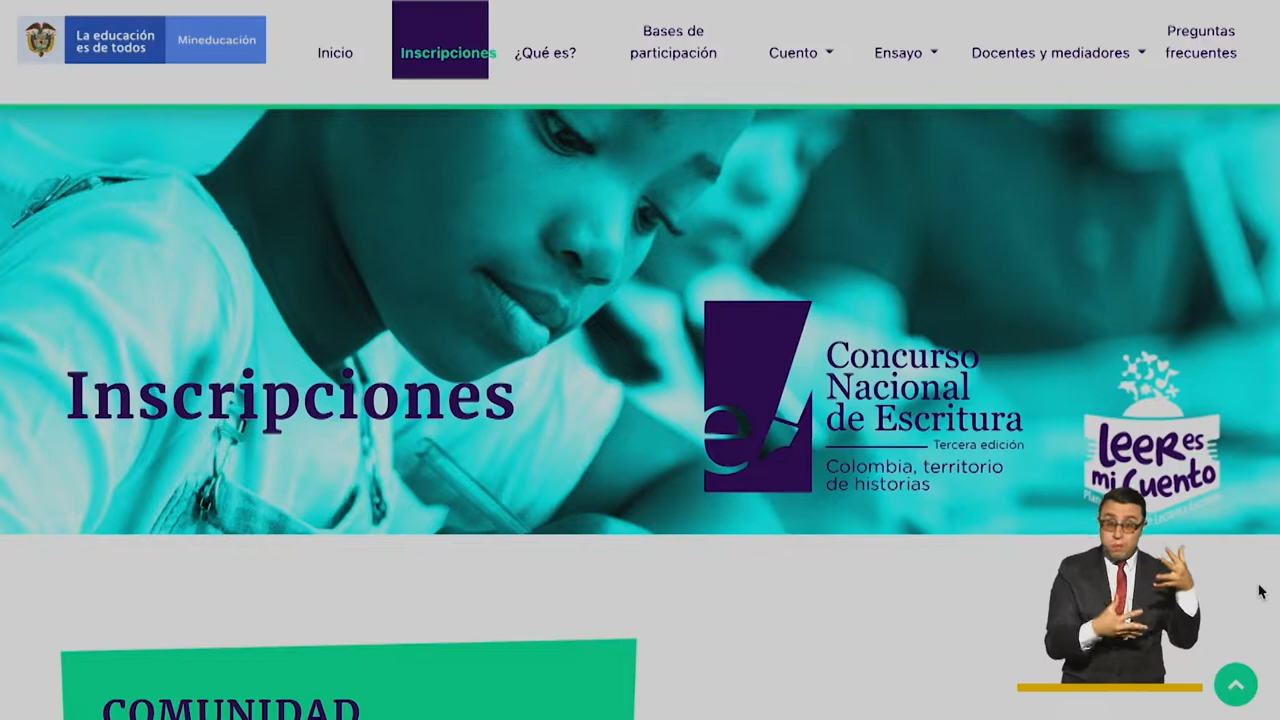 La educación
es de todos
Mineducación
Inicio
Inscripciones
¿Qué es?
Bases de
participación
Cuento
Ensayo
Docentes y mediadores
Preguntas
frecuentes
Inscripciones
e
Concurso
Nacional
de Escritura
Tercera edición
Colombia, territorio
de historias
Leer es
mi Cuento
COMUNIDAD